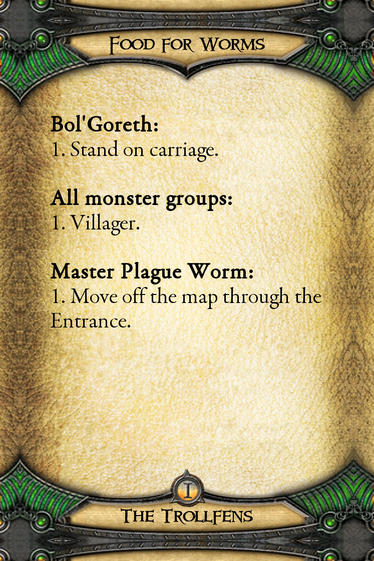 Food for Worms
Bol'Goreth:
1. Stand on carriage.
All monster groups:
1. Villager.
Master Plague Worm:
1. Move off the map through the
Entrance.
I
The Trollfens